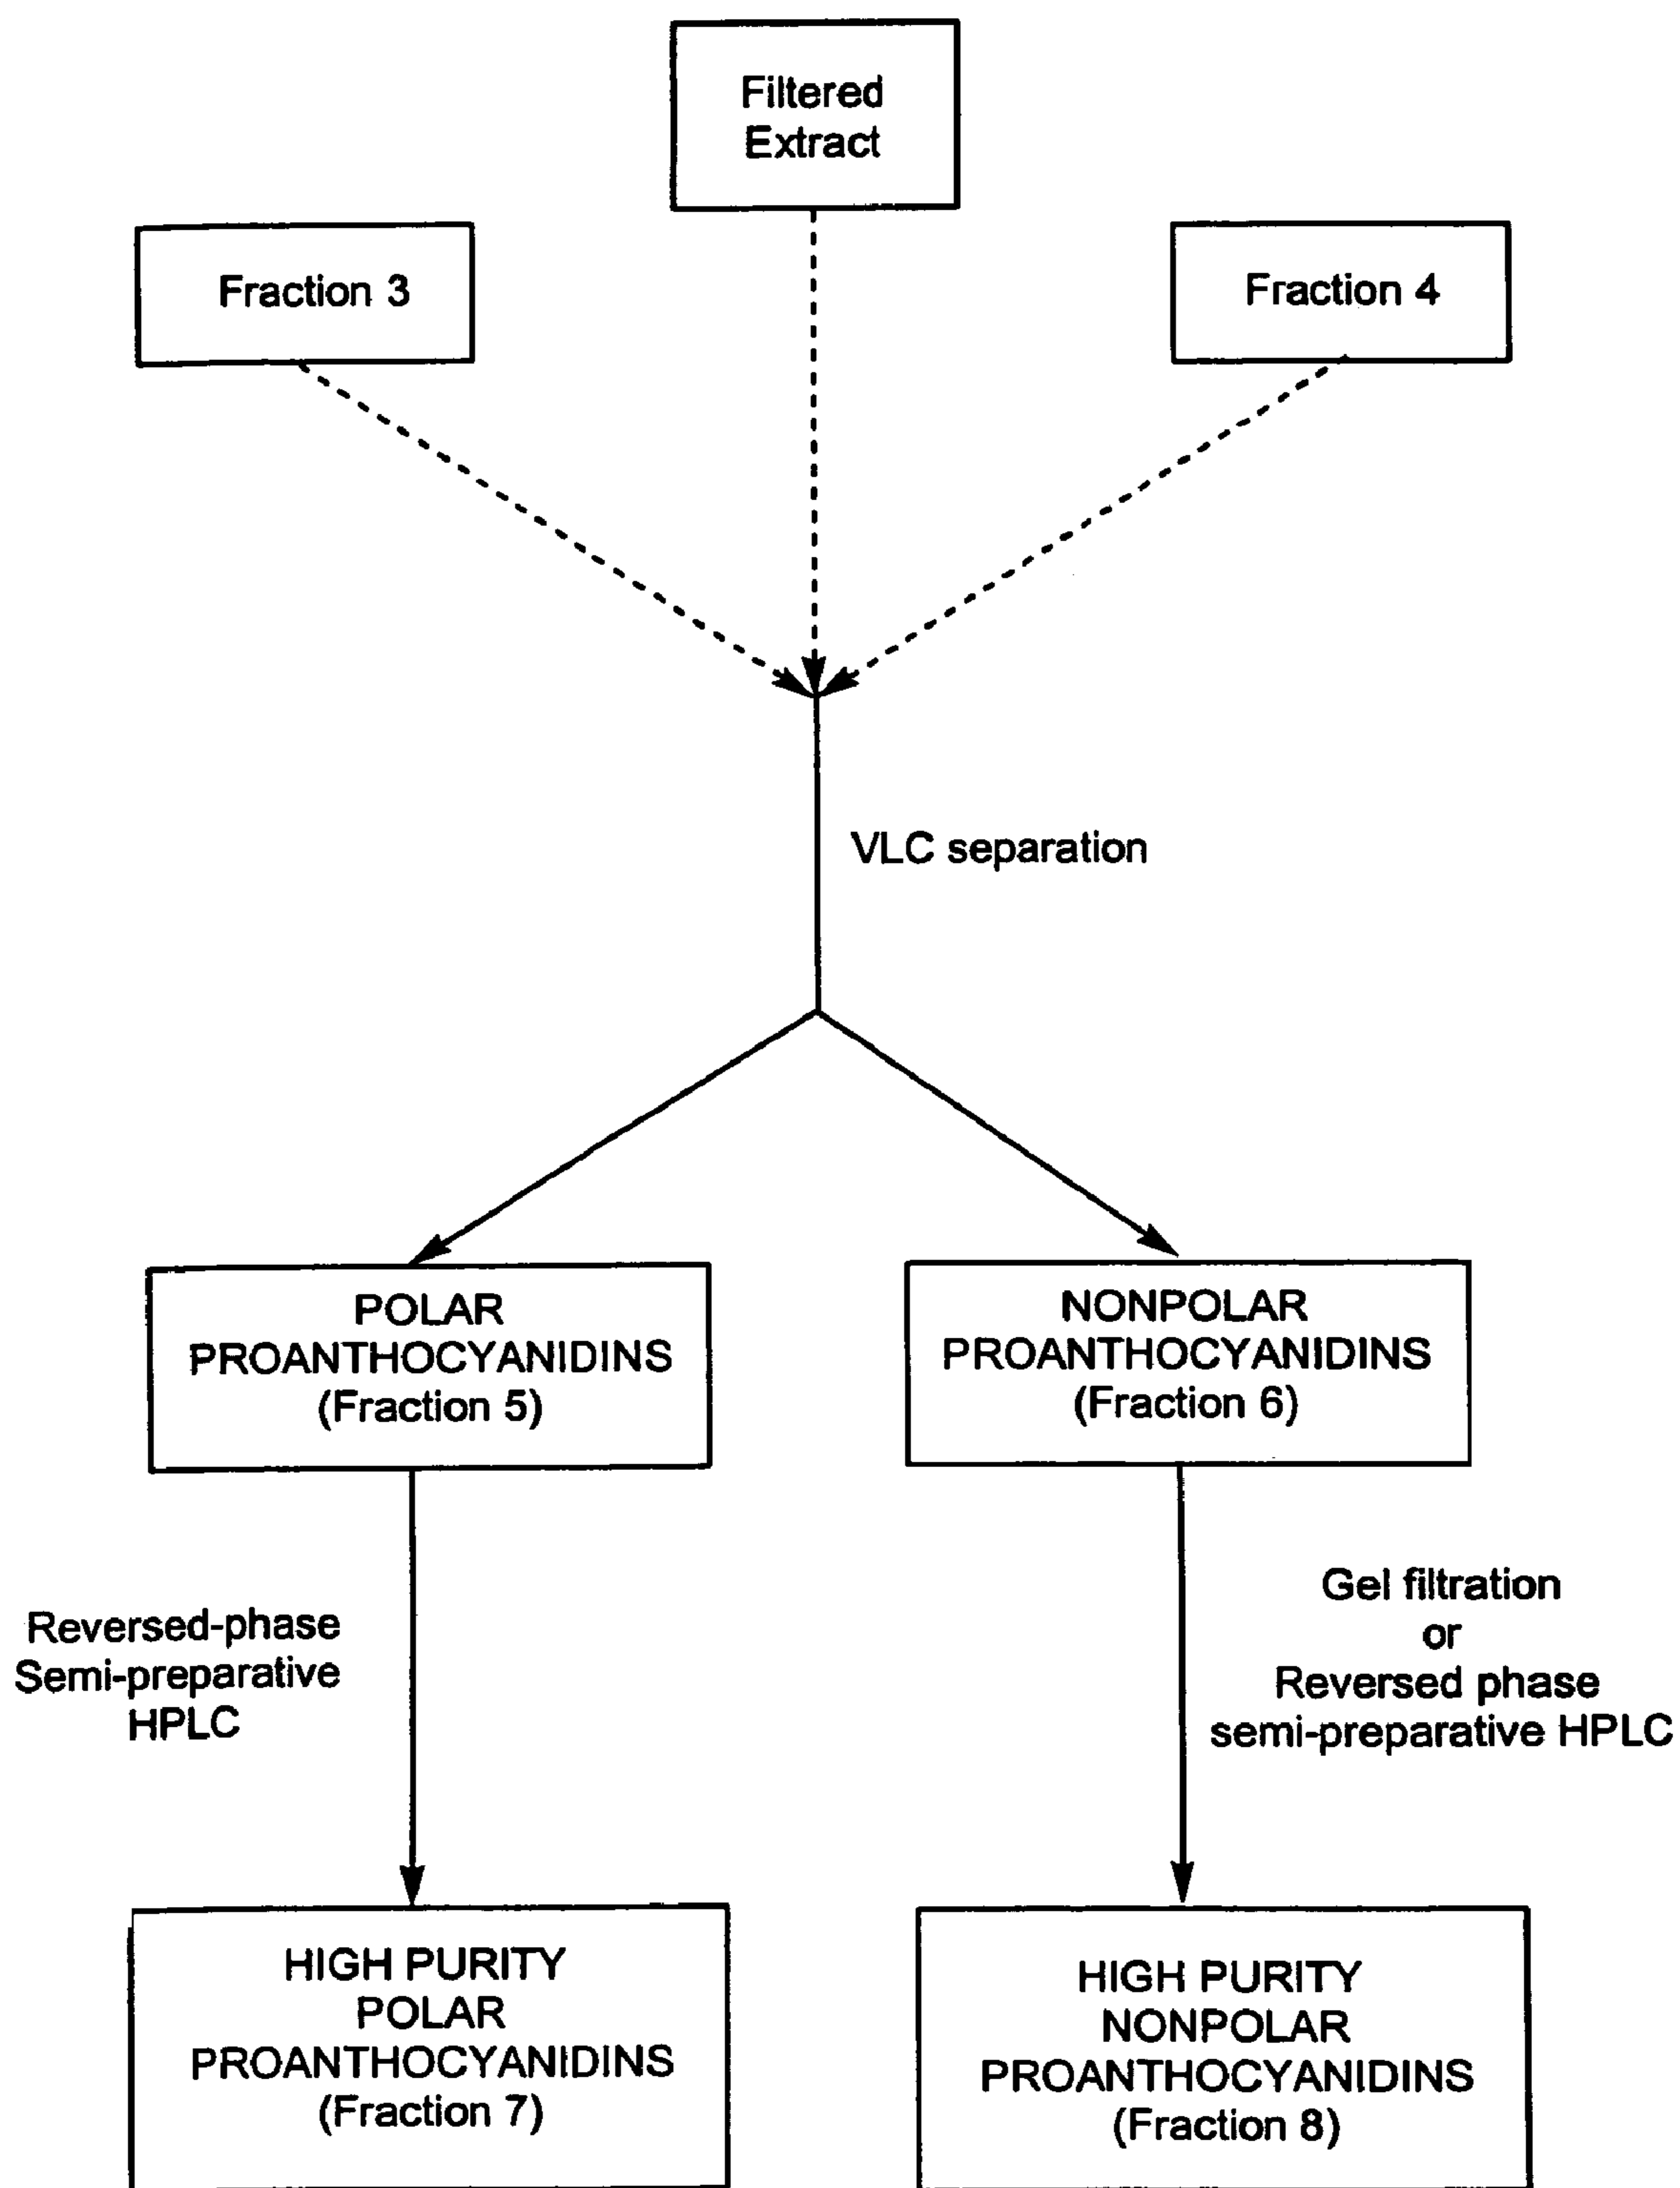 Filtered
Extract
Fraction 3
Fraction 4
VLC separation
POLAR
PROANTHOCYANIDINS
(Fraction 5)
NONPOLAR
PROANTHOCYANIDINS
(Fraction 6)
Reversed-phase
Semi-preparative
HPLC
Gel filtration
or
Reversed phase
semi-preparative HPLC
HIGH PURITY
POLAR
PROANTHOCYANIDINS
(Fraction 7)
HIGH PURITY
NONPOLAR
PROANTHOCYANIDINS
(Fraction 8)